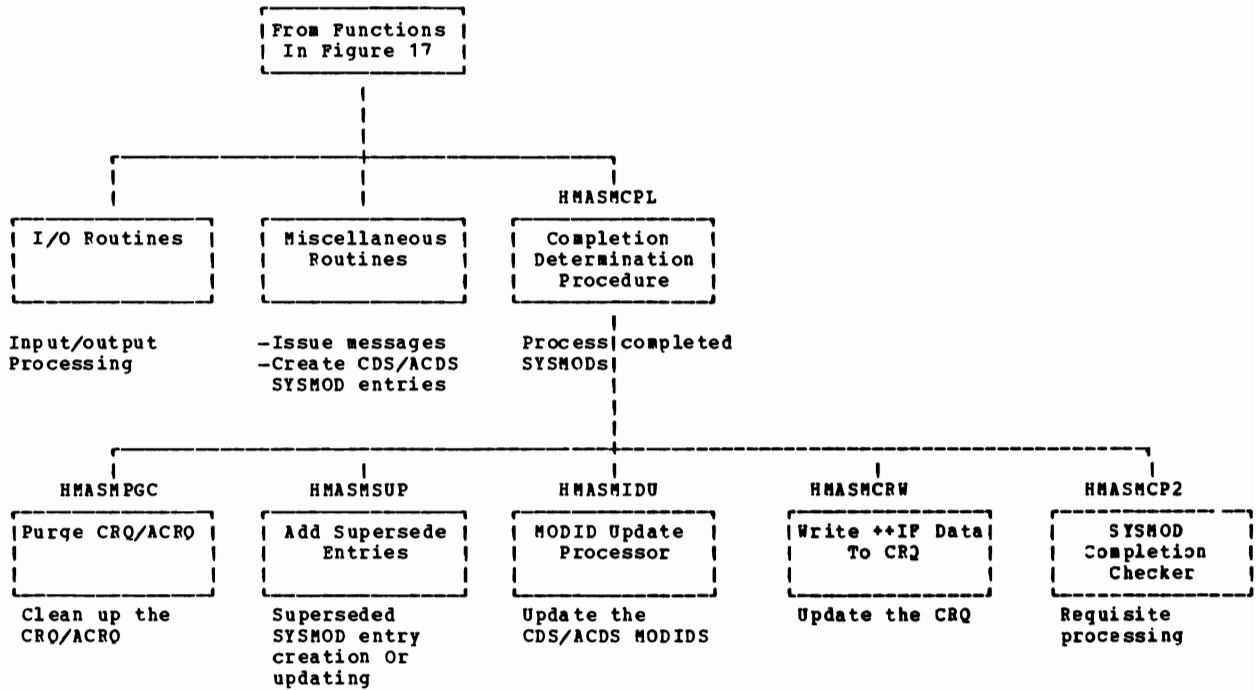 From Functions
In Figure 17
HMASMCPL
I/O Routines
Miscellaneous
Routines
Completion
Determination
Procedure
Input/output
Processing
-Issue messages
-Create CDS/ACDS
SYSMOD entries
Process completed
SYSMODs
HMASMPGC
HMASMSUP
HMASMIDU
HMASMCRW
HMASMCP2
Purge CRQ/ACRQ
Add Supersede
Entries
MODID Update
Processor
Write ++IF Data
To CRQ
SYSMOD
Completion
Checker
Clean up the
CRQ/ACRQ
Superseded
SYSMOD entry
creation Or
updating
Update the
CDS/ACDS MODIDS
Update the CRQ
Requisite
processing